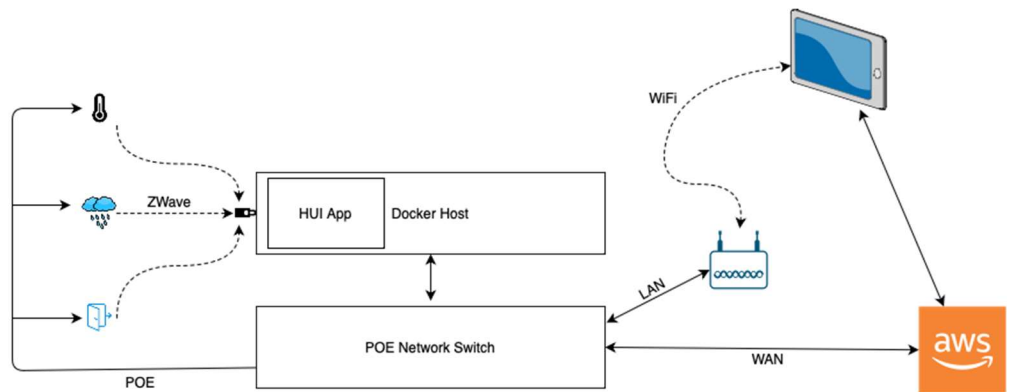 WiFi
ZWave
HUI App
Docker Host
LAN
POE Network Switch
aws
WAN
POE